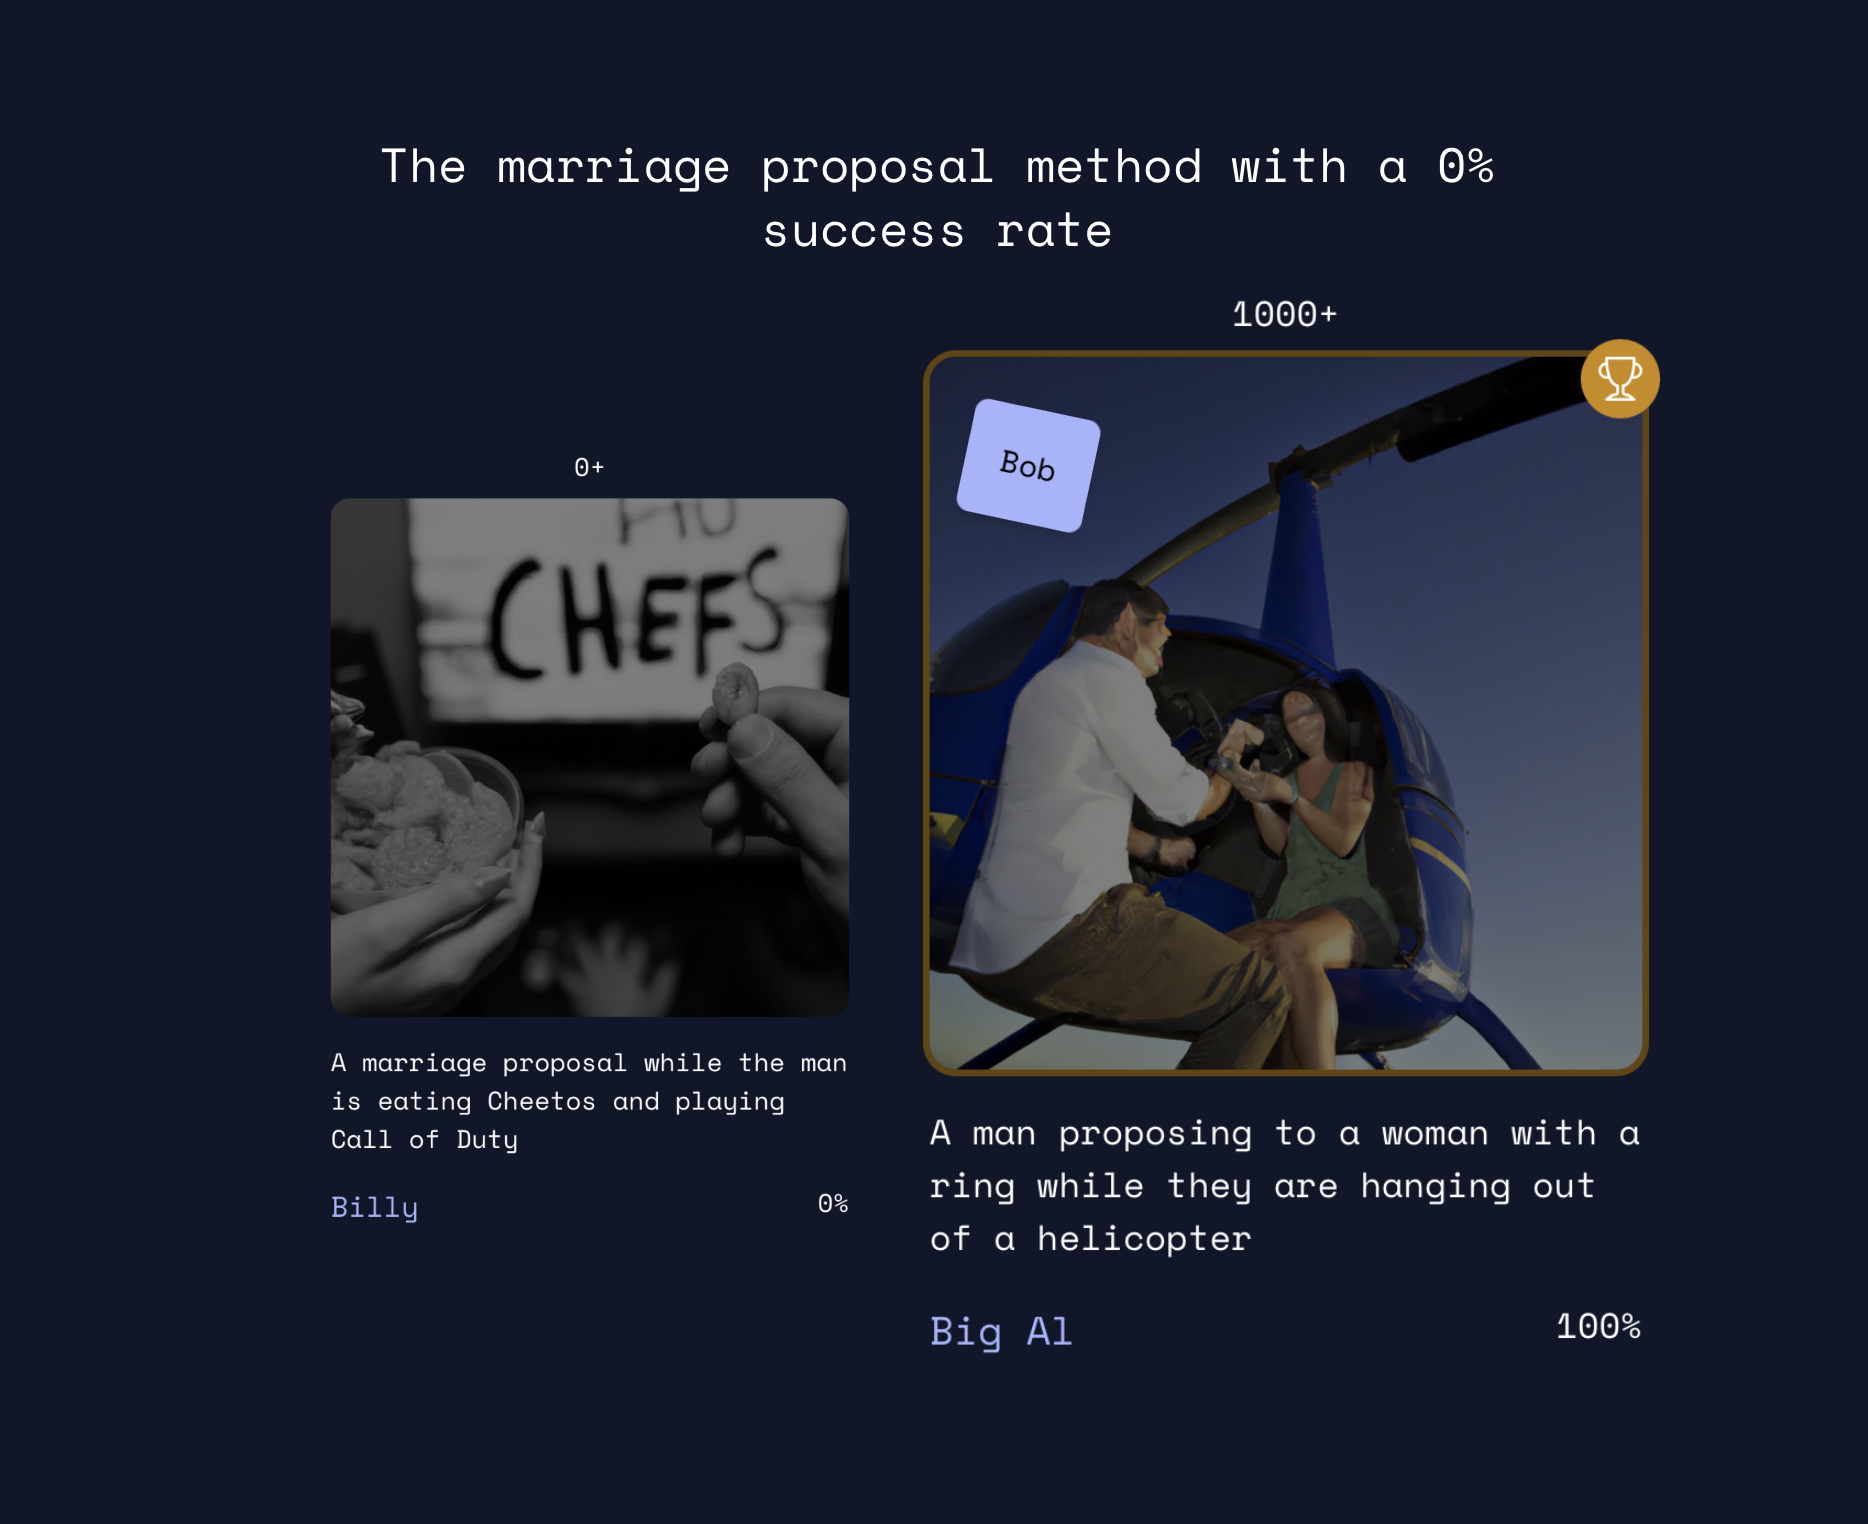 The marriage proposal method with a 0%
success rate
0+
CHEFS
A marriage proposal while the man
is eating Cheetos and playing
Call of Duty
Billy
0%
1000+
Bob
A man proposing to a woman with a
ring while they are hanging out
of a helicopter
Big Al
100%